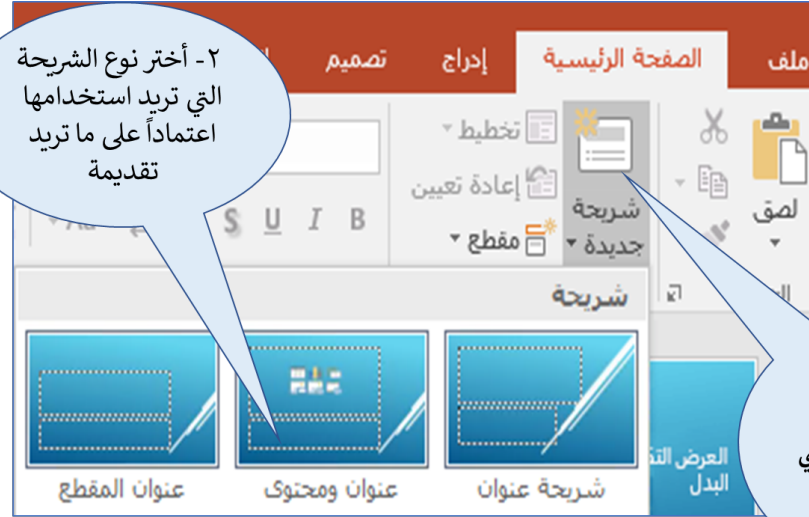 ملف
الصفحة الرئيسية
إدراج
تصميم
٢- أختر نوع الشريحة
التي تريد استخدامها
اعتماداً على ما تريد
تقديمة
لصق
شريحة
جديدة
تخطيط
إعادة تعيين
مقطع
B I U S
شريحة
شريحة عنوان
عنوان ومحتوى
عنوان المقطع
العرض
البدل